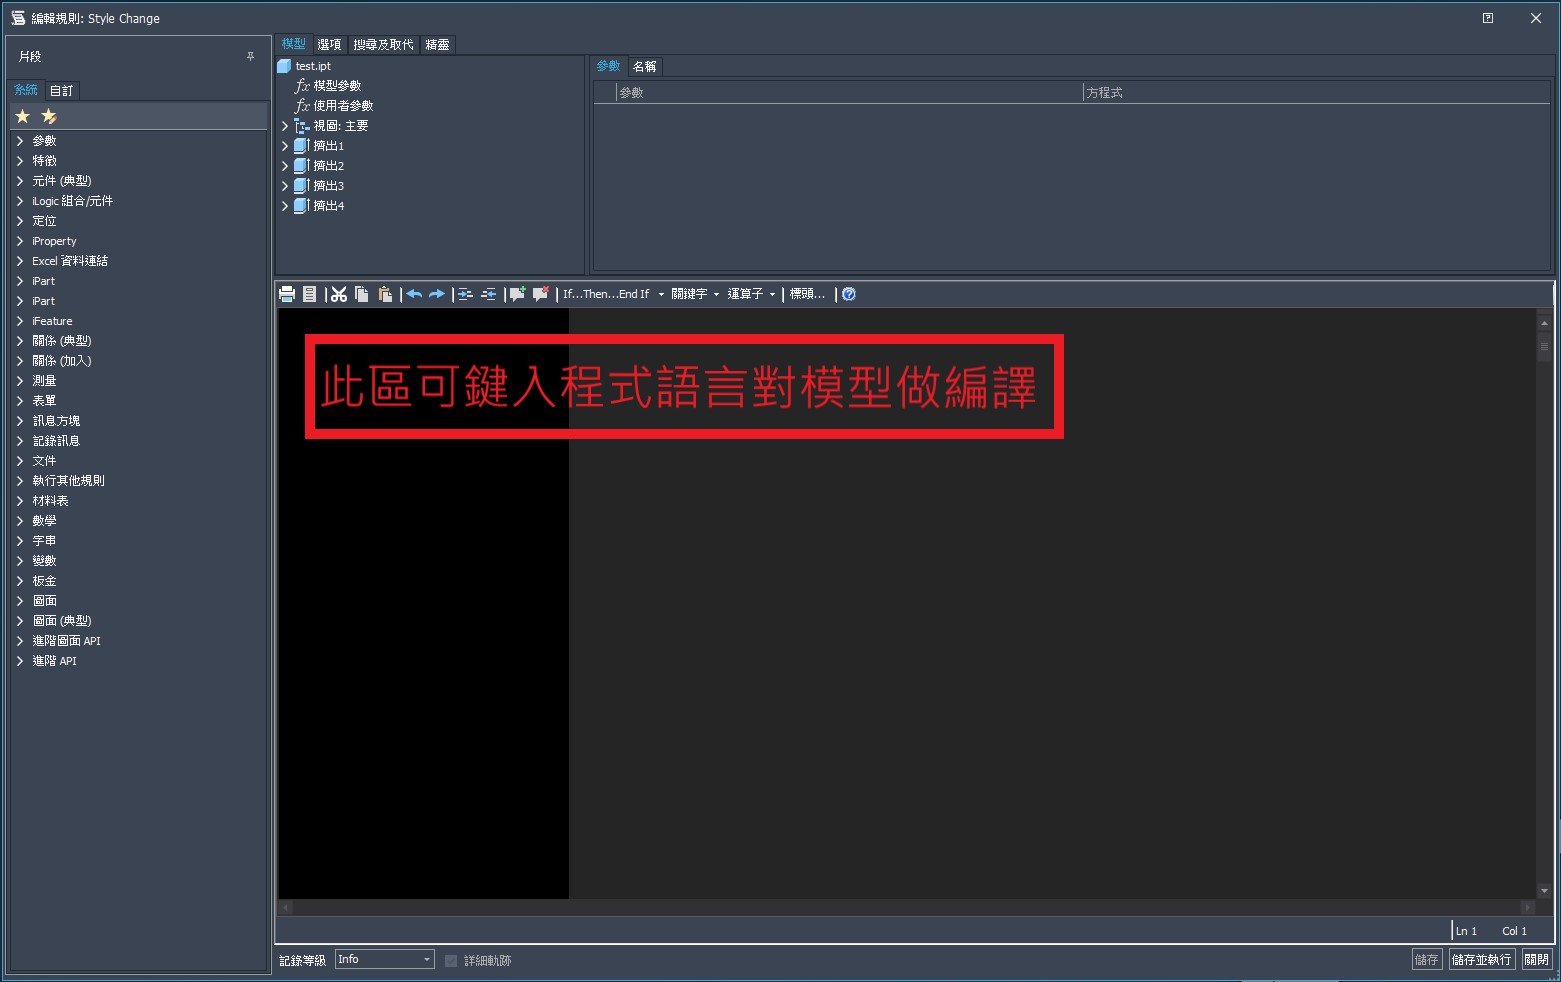 編輯規則: Style Change
片段
系統 自訂
參數
特徵
元件 (典型)
iLogic 組合/元件
定位
iProperty
Excel 資料連結
iPart
iPart
iFeature
關係 (典型)
關係 (加入)
測量
表單
訊息方塊
記錄訊息
文件
執行其他規則
材料表
數學
字串
變數
板金
圖面
圖面 (典型)
進階圖面 API
進階 API
模型 選項 搜尋及取代 精靈
test.ipt
fx 模型參數
fx 使用者參數
視圖: 主要
擠出1
擠出2
擠出3
擠出4
參數 名稱
參數 方程式
If...Then...End If 關鍵字 運算子 標頭...
此區可鍵入程式語言對模型做編譯
Ln 1 Col 1
記錄等級 Info 詳細軌跡
儲存 儲存並執行 關閉